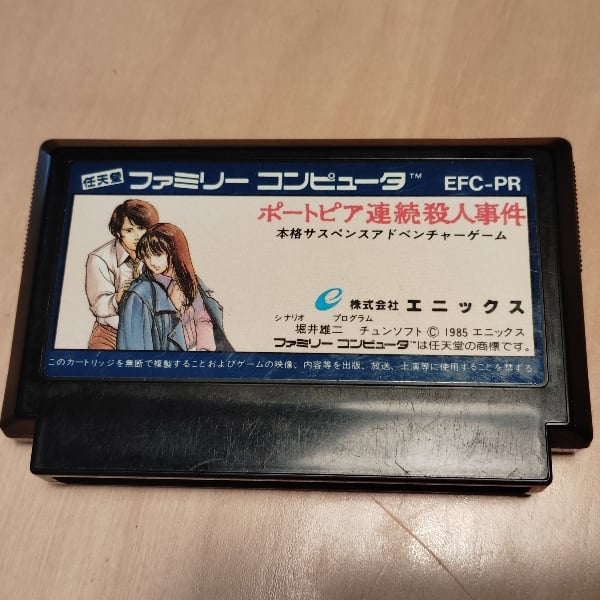 任天堂 ファミリー コンピュータ™ EFC-PR
ポートピア連続殺人事件
本格サスペンスアドベンチャーゲーム
e 株式会社 エニックス
シナリオ プログラム
堀井雄二 チュンソフト © 1985 エニックス
ファミリー コンピュータ™は任天堂の商標です。
このカートリッジを無断で複製することおよびゲームの映像、内容等を出版、放送、上演等に使用することを禁する